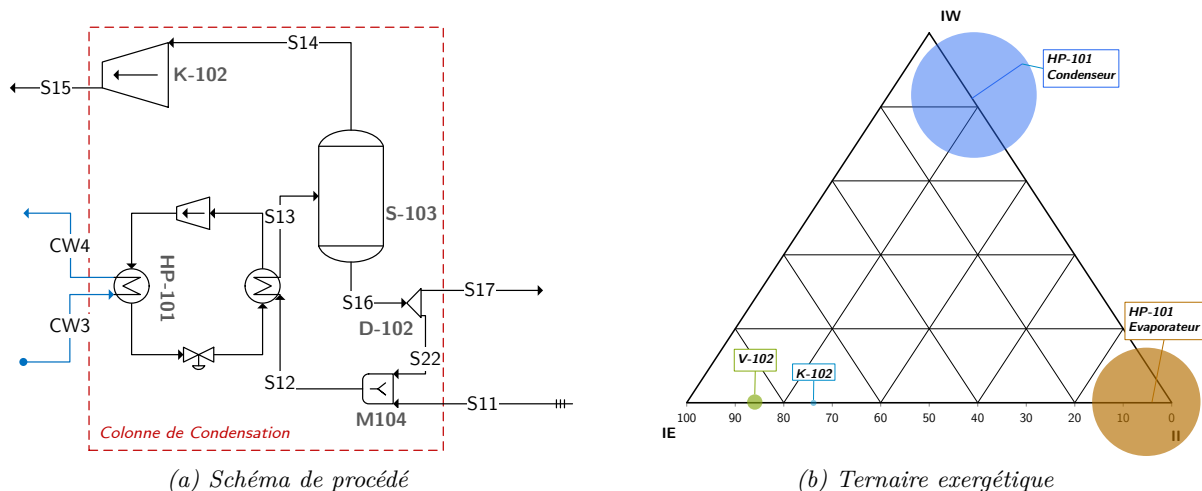 S14
K-102
S15
S13
S-103
CW4
HP-101
CW3
S16
S17
D-102
S22
S12
M104
S11
Colonne de Condensation
(a) Schéma de procédé
IW
HP-101
Condenseur
HP-101
Evaporateur
V-102
K-102
100 90 80 70 60 50 40 30 20 10 0
IE
II
(b) Ternaire exergétique